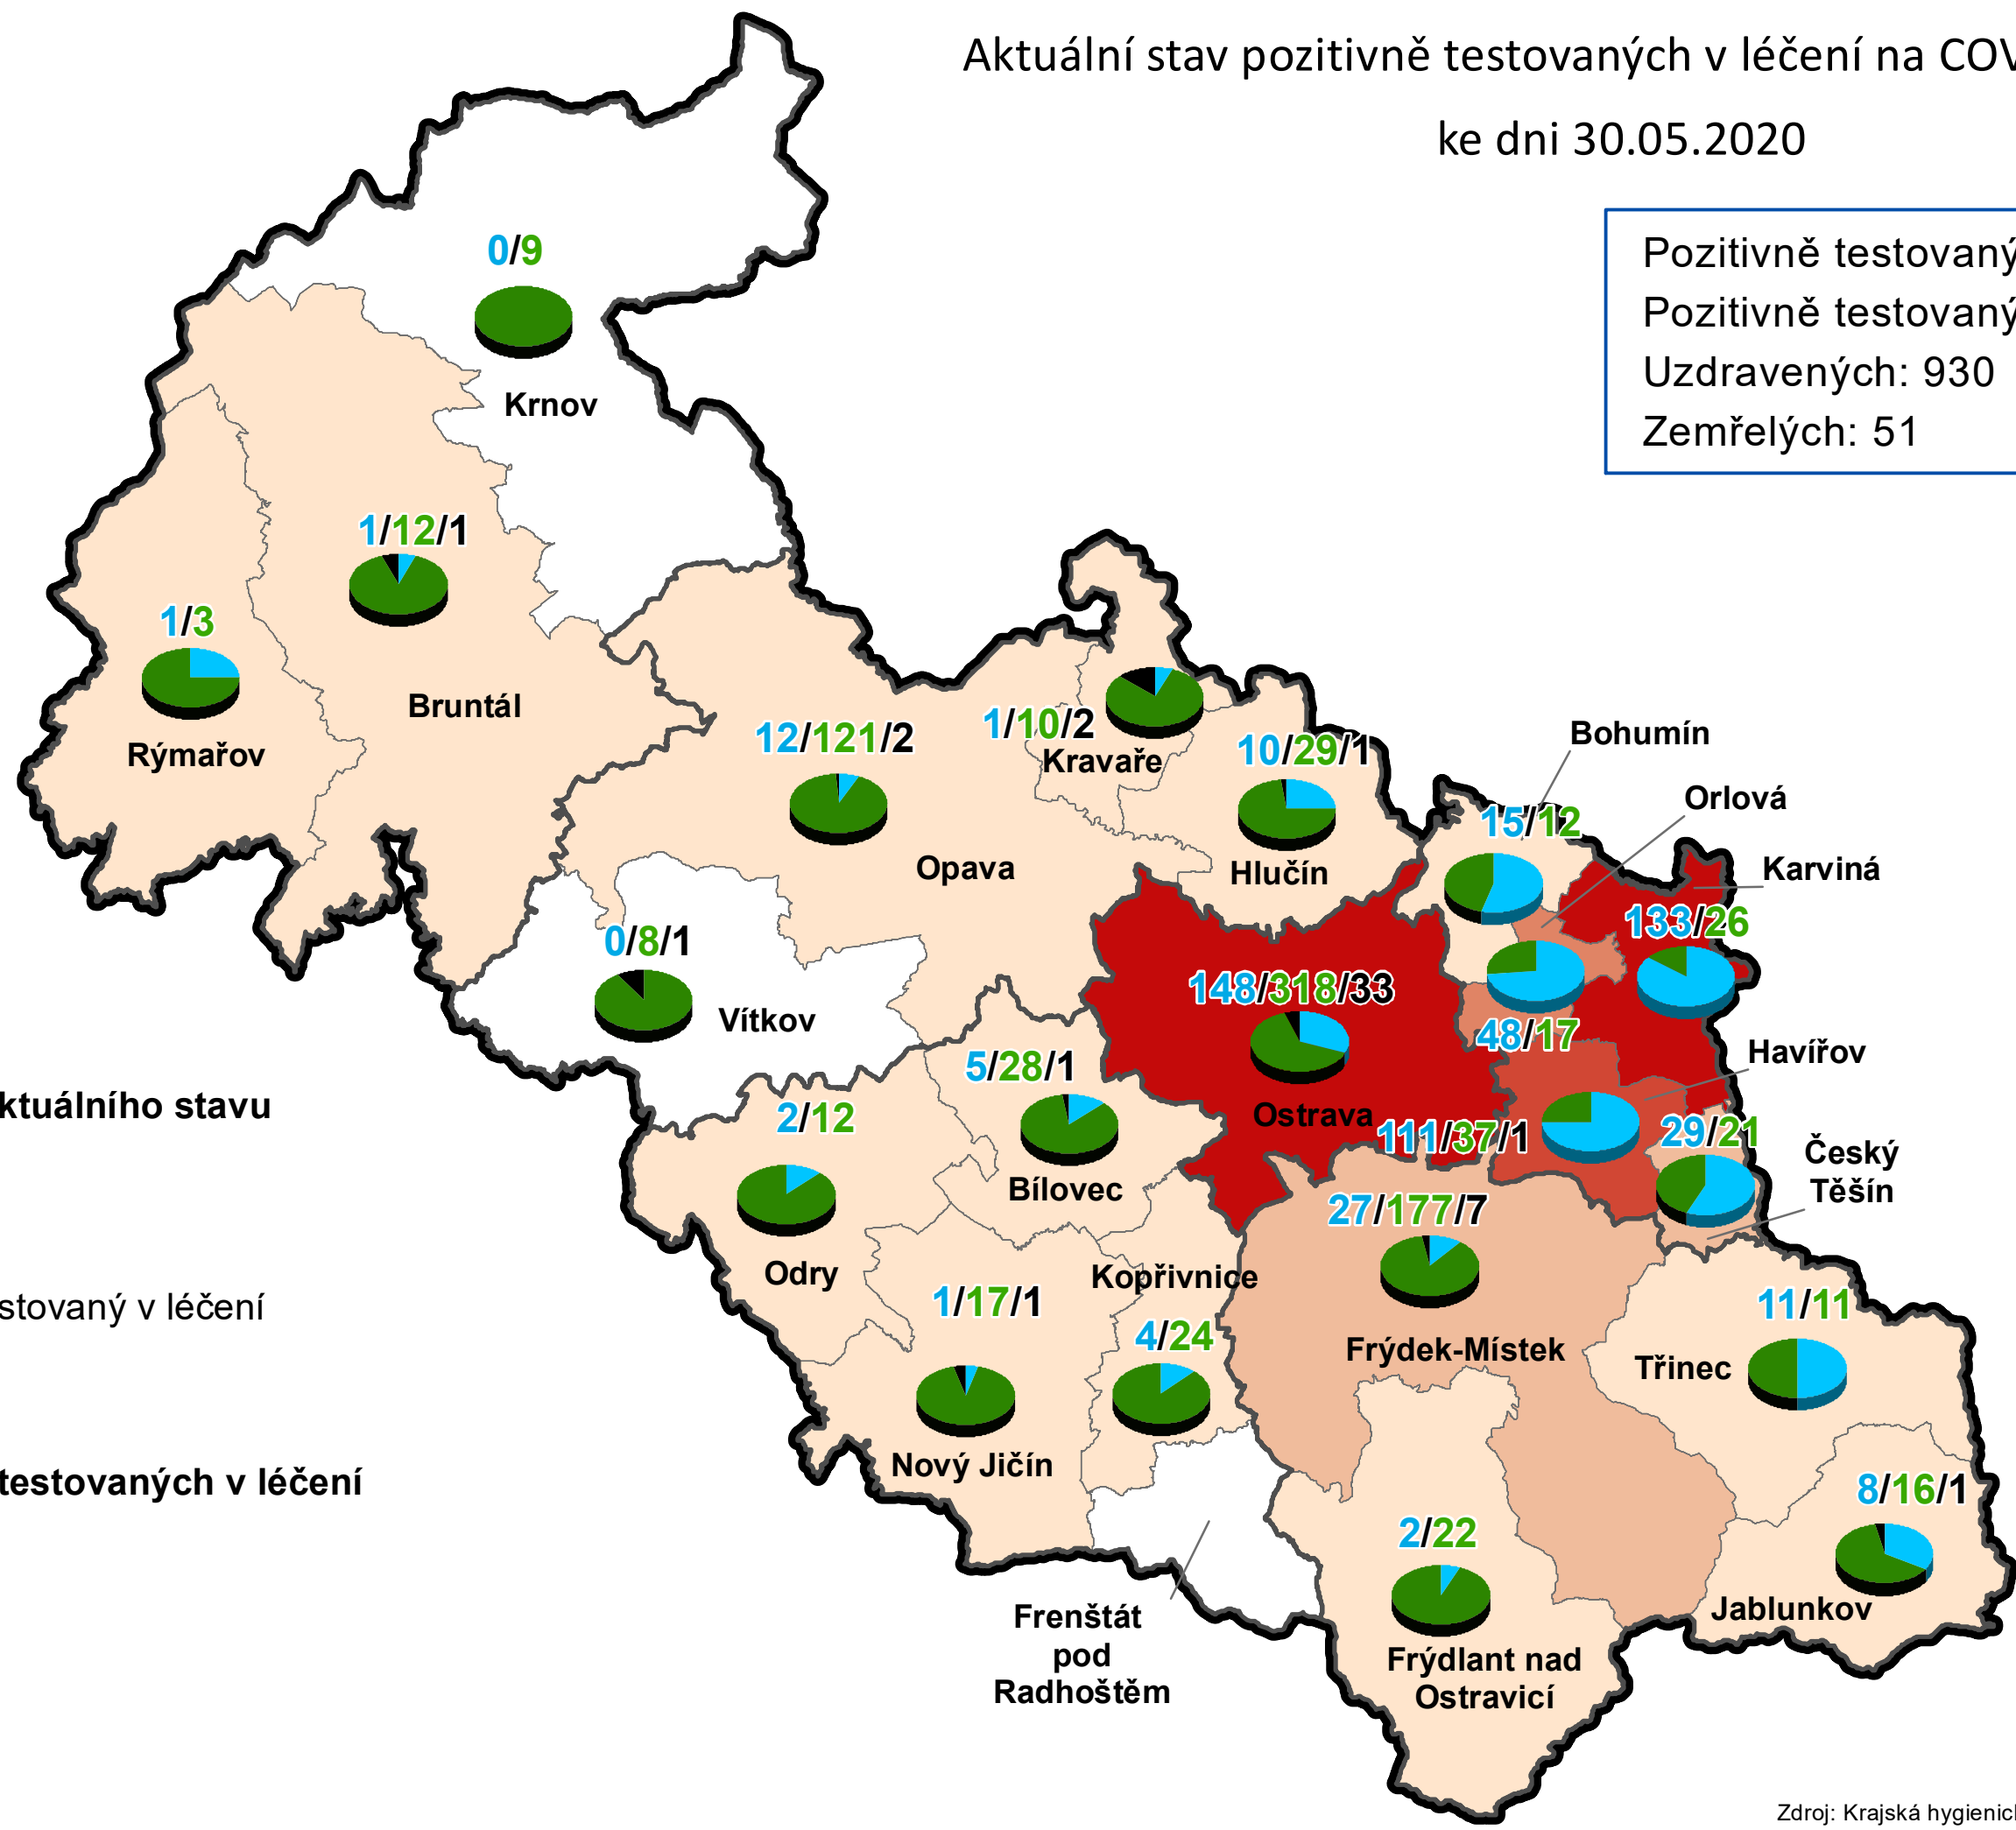 Aktuální stav pozitivně testovaných v léčení na COV
ke dni 30.05.2020
Pozitivně testovaný
Pozitivně testovaný
Uzdravených: 930
Zemřelých: 51
0/9
Krnov
1/12/1
Bruntál
1/3
Rýmařov
12/121/2
Opava
1/10/2
Kravaře
10/29/1
Hlučín
Bohumín
15/12
Orlová
48/17
Karviná
133/26
0/8/1
Vítkov
148/318/33
Ostrava
5/28/1
Bílovec
Havířov
111/37/1
29/21
Český
Těšín
2/12
Odry
27/177/7
Frýdek-Místek
Kopřivnice
4/24
1/17/1
Nový Jičín
11/11
Třinec
8/16/1
Jablunkov
2/22
Frýdlant nad
Ostravicí
Frenštát
pod
Radhoštěm
ktuálního stavu
stovaný v léčení
testovaných v léčení
Zdroj: Krajská hygienick